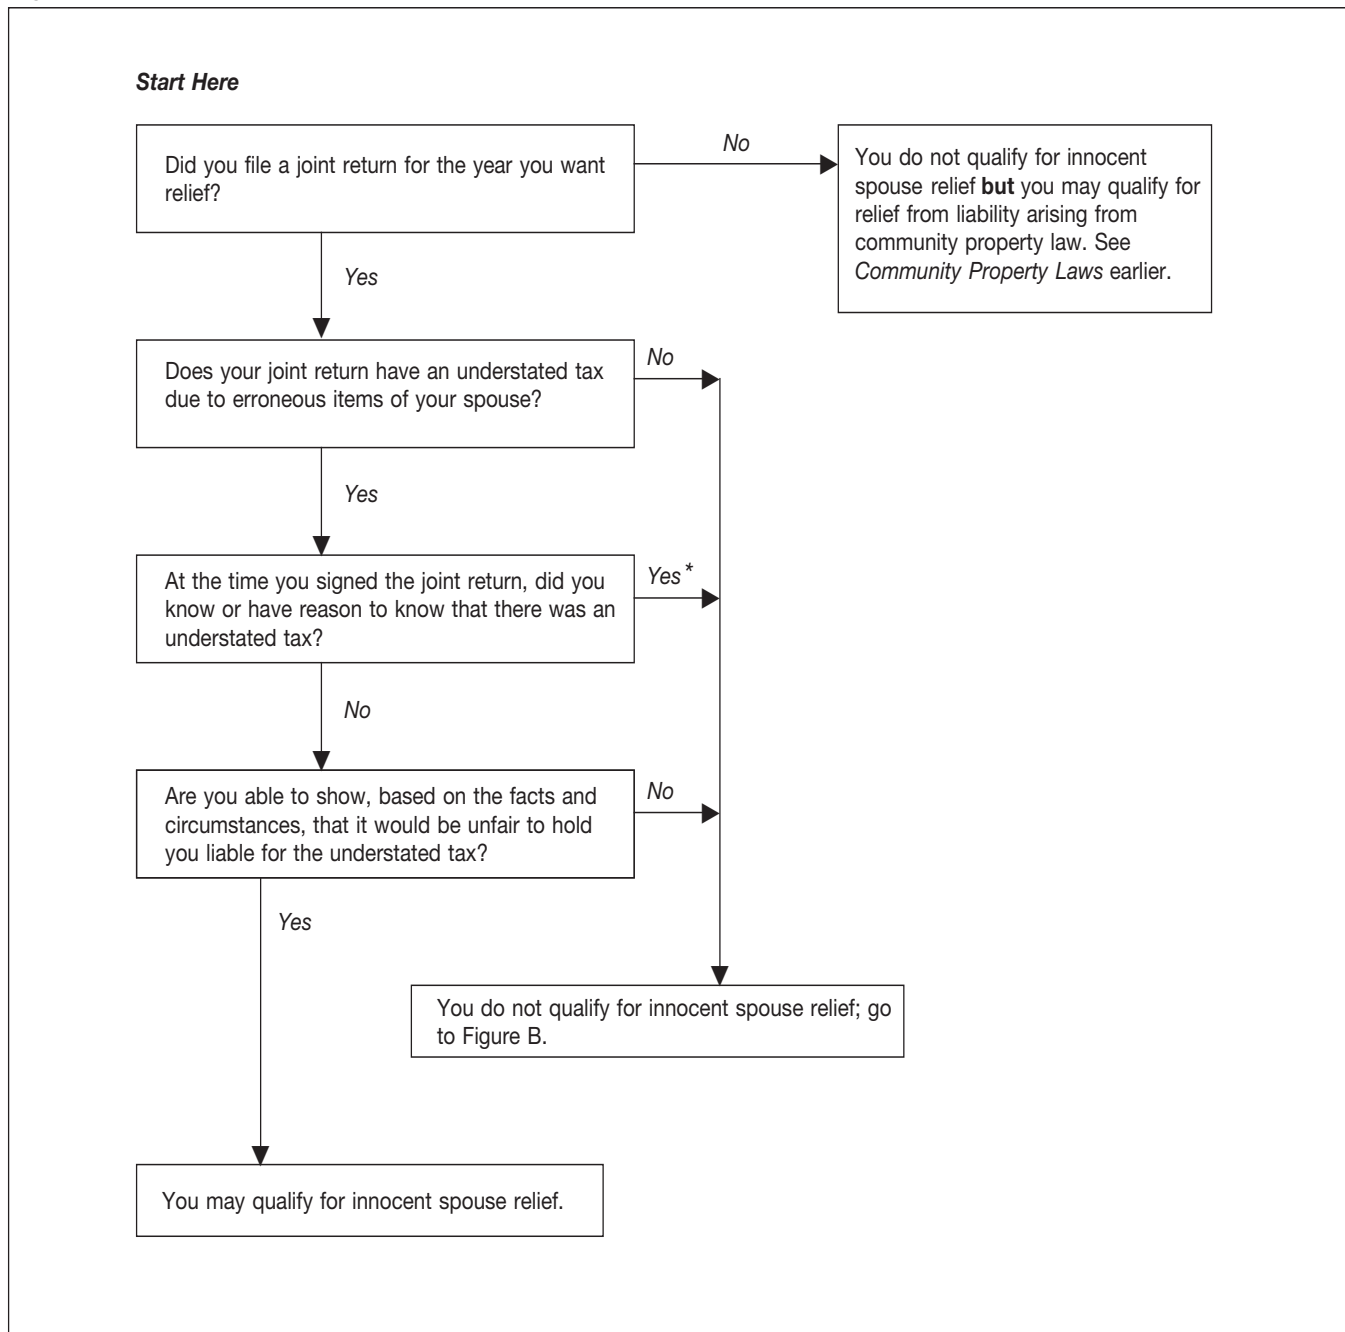 Start Here
Did you file a joint return for the year you want
relief?
No
You do not qualify for innocent
spouse relief but you may qualify for
relief from liability arising from
community property law. See
Community Property Laws earlier.
Yes
Does your joint return have an understated tax
due to erroneous items of your spouse?
No
Yes
At the time you signed the joint return, did you
know or have reason to know that there was an
understated tax?
Yes*
No
Are you able to show, based on the facts and
circumstances, that it would be unfair to hold
you liable for the understated tax?
No
Yes
You do not qualify for innocent spouse relief; go
to Figure B.
You may qualify for innocent spouse relief.